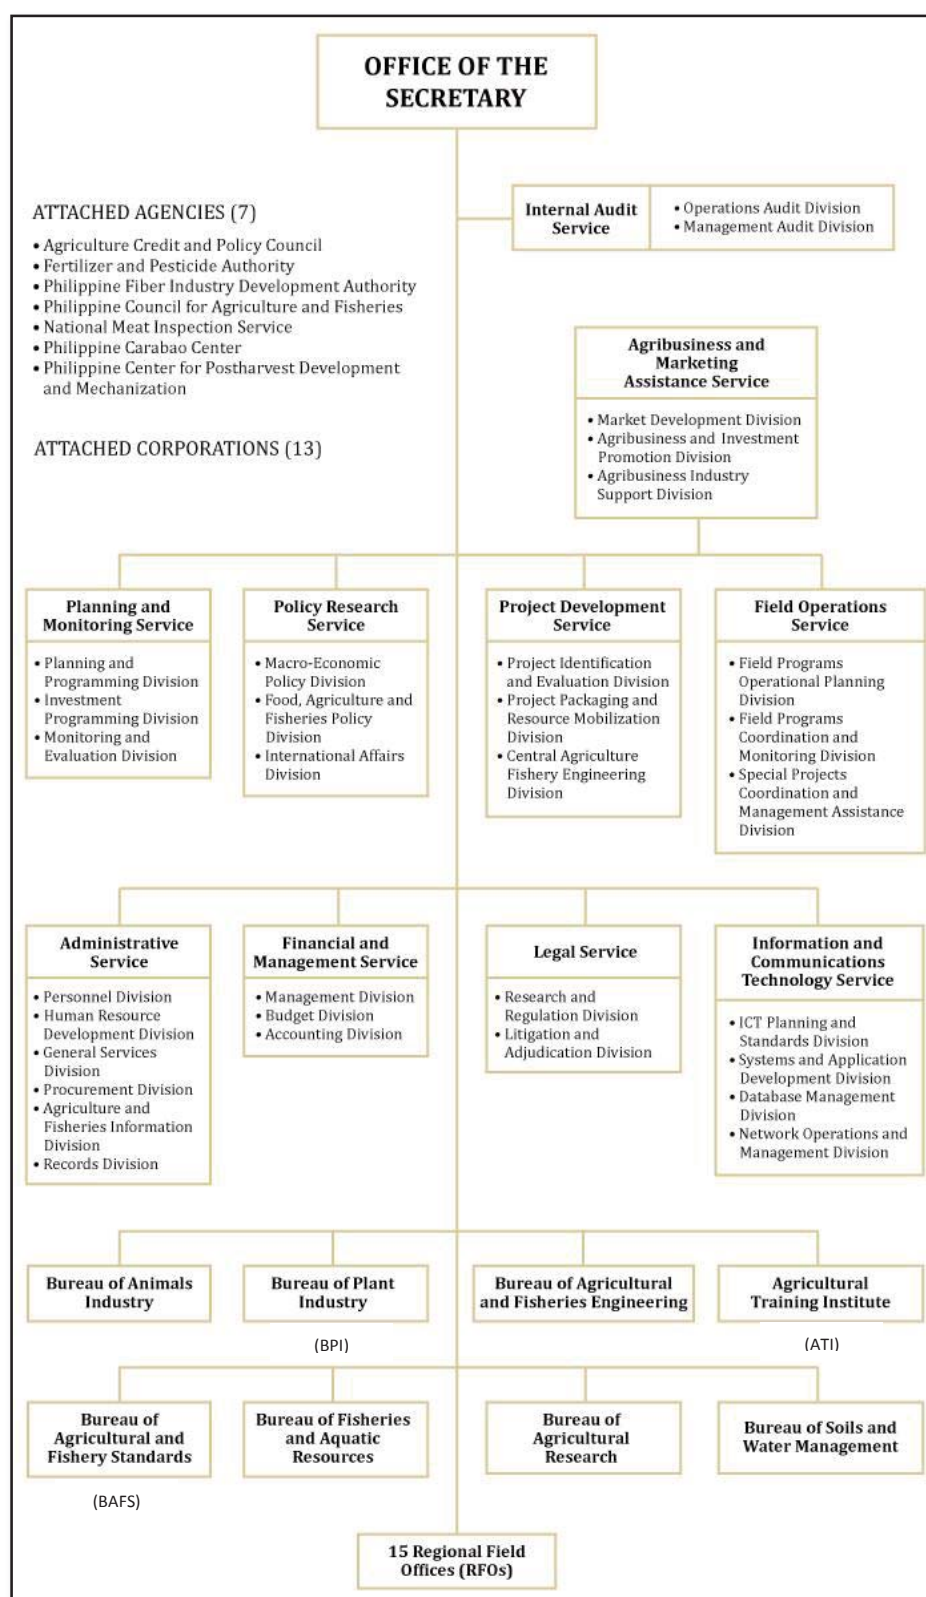 OFFICE OF THE
SECRETARY
ATTACHED AGENCIES (7)
• Agriculture Credit and Policy Council
• Fertilizer and Pesticide Authority
• Philippine Fiber Industry Development Authority
• Philippine Council for Agriculture and Fisheries
• National Meat Inspection Service
• Philippine Carabao Center
• Philippine Center for Postharvest Development
and Mechanization
ATTACHED CORPORATIONS (13)
Internal Audit
Service
• Operations Audit Division
• Management Audit Division
Agribusiness and
Marketing
Assistance Service
• Market Development Division
• Agribusiness and Investment
Promotion Division
• Agribusiness Industry
Support Division
Planning and
Monitoring Service
• Planning and
Programming Division
• Investment
Programming Division
• Monitoring and
Evaluation Division
Policy Research
Service
• Macro-Economic
Policy Division
• Food, Agriculture and
Fisheries Policy
Division
• International Affairs
Division
Project Development
Service
• Project Identification
and Evaluation Division
• Project Packaging and
Resource Mobilization
Division
• Central Agriculture
Fishery Engineering
Division
Field Operations
Service
• Field Programs
Operational Planning
Division
• Field Programs
Coordination and
Monitoring Division
• Special Projects
Coordination and
Management Assistance
Division
Administrative
Service
• Personnel Division
• Human Resource
Development Division
• General Services
Division
• Procurement Division
• Agriculture and
Fisheries Information
Division
• Records Division
Financial and
Management Service
• Management Division
• Budget Division
• Accounting Division
Legal Service
• Research and
Regulation Division
• Litigation and
Adjudication Division
Information and
Communications
Technology Service
• ICT Planning and
Standards Division
• Systems and Application
Development Division
• Database Management
Division
• Network Operations and
Management Division
Bureau of Animals
Industry
Bureau of Plant
Industry
(BPI)
Bureau of Agricultural
and Fisheries Engineering
Agricultural
Training Institute
(ATI)
Bureau of
Agricultural and
Fishery Standards
(BAFS)
Bureau of Fisheries
and Aquatic
Resources
Bureau of
Agricultural
Research
Bureau of Soils and
Water Management
15 Regional Field
Offices (RFOs)